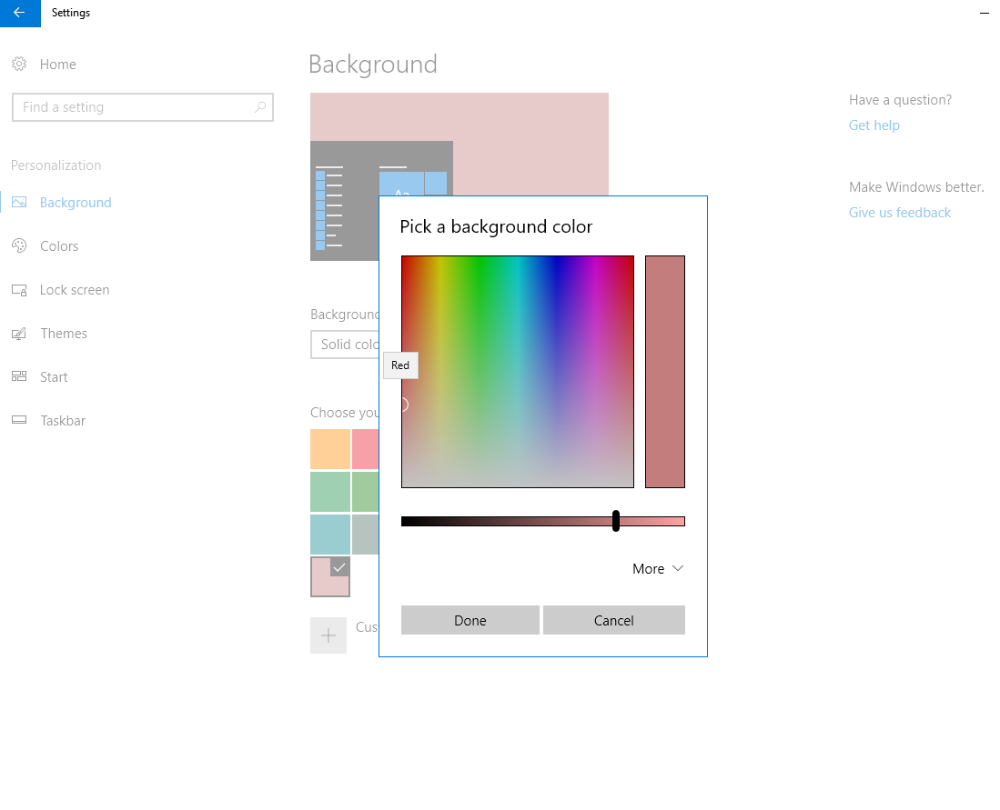 Settings
Home
Find a setting
Personalization
Background
Colors
Lock screen
Themes
Start
Taskbar
Background
Aa
Background
Solid colo
Choose you
Cus
Pick a background color
Red
More
Done
Cancel
Have a question?
Get help
Make Windows better.
Give us feedback